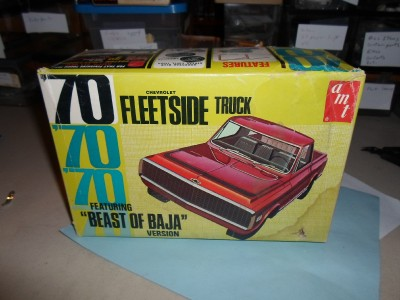 FEATURES
'70
CHEVROLET
FLEETSIDE TRUCK
amt
'70
'70
FEATURING
"BEAST OF BAJA"
VERSION